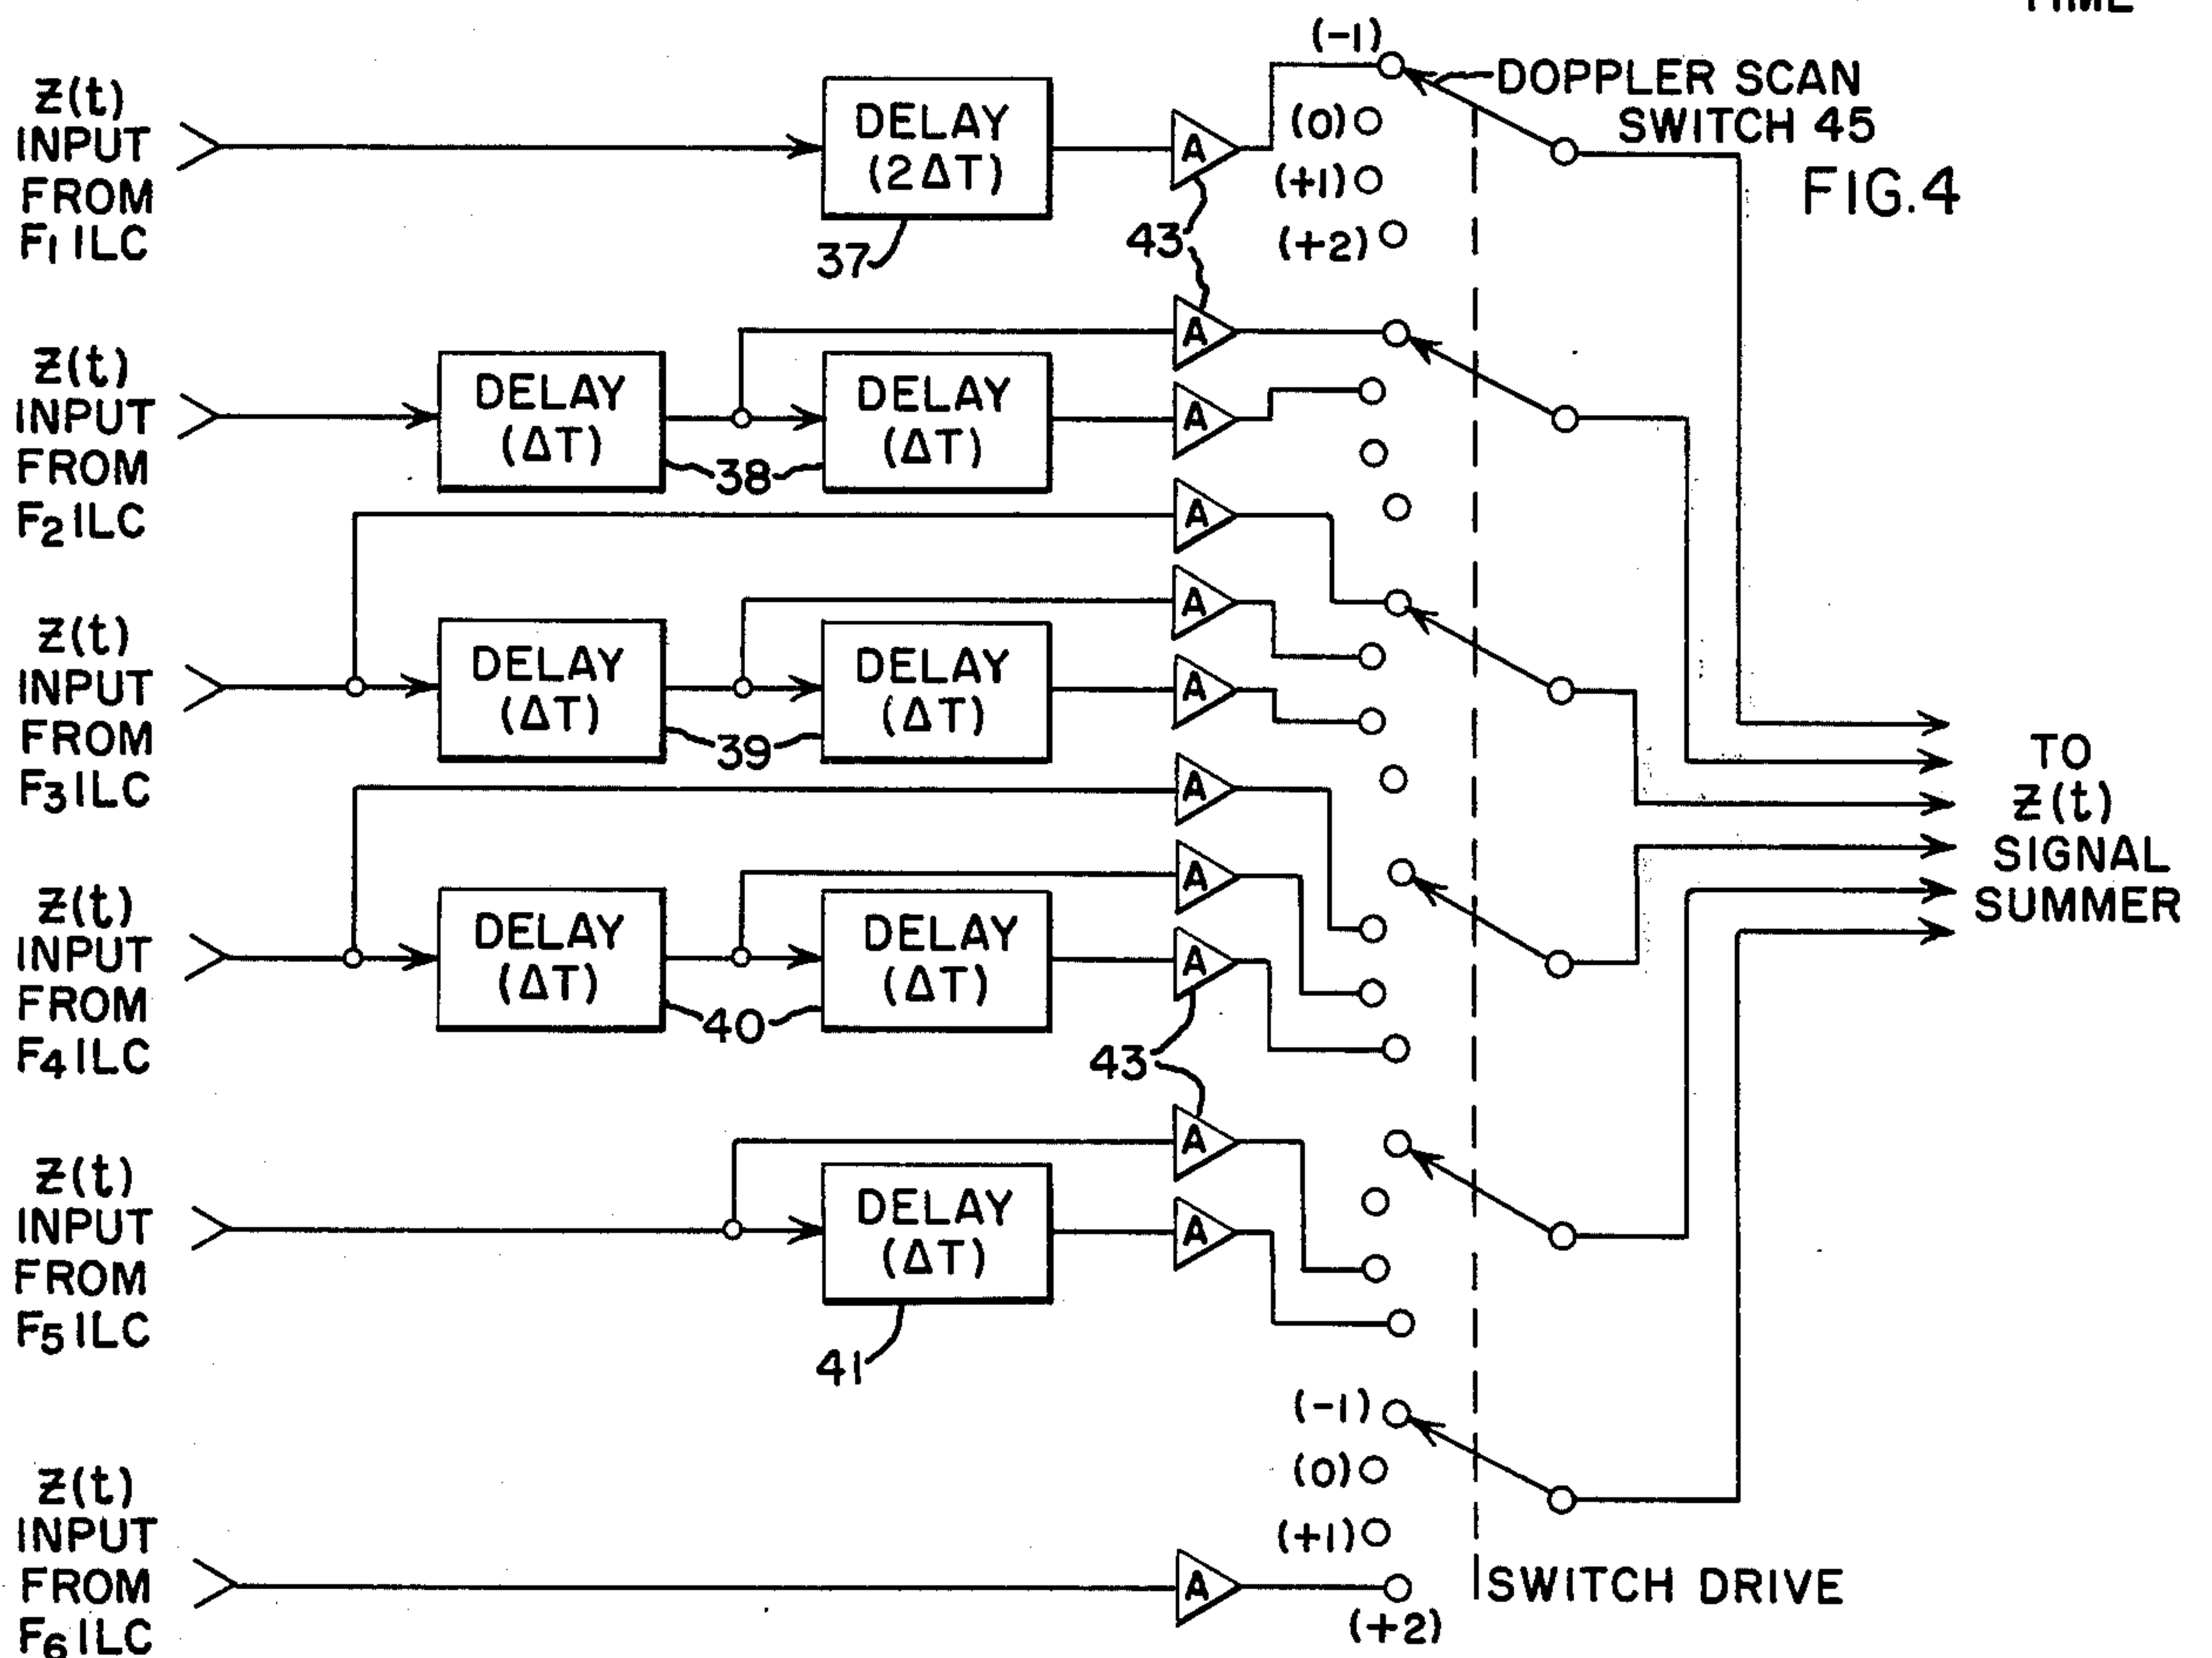 TIME
(-1)
DOPPLER SCAN
SWITCH 45
FIG.4
Z(t)
INPUT
FROM
F1 ILC
DELAY
(2ΔT)
37
A
43
(0)
(+1)
(+2)
Z(t)
INPUT
FROM
F2 ILC
DELAY
(ΔT)
38
DELAY
(ΔT)
A
A
Z(t)
INPUT
FROM
F3 ILC
DELAY
(ΔT)
39
DELAY
(ΔT)
A
A
A
TO
Z(t)
SIGNAL
SUMMER
Z(t)
INPUT
FROM
F4 ILC
DELAY
(ΔT)
40
DELAY
(ΔT)
A
A
A
43
Z(t)
INPUT
FROM
F5 ILC
DELAY
(ΔT)
41
A
A
(-1)
(0)
(+1)
(+2)
Z(t)
INPUT
FROM
F6 ILC
A
SWITCH DRIVE